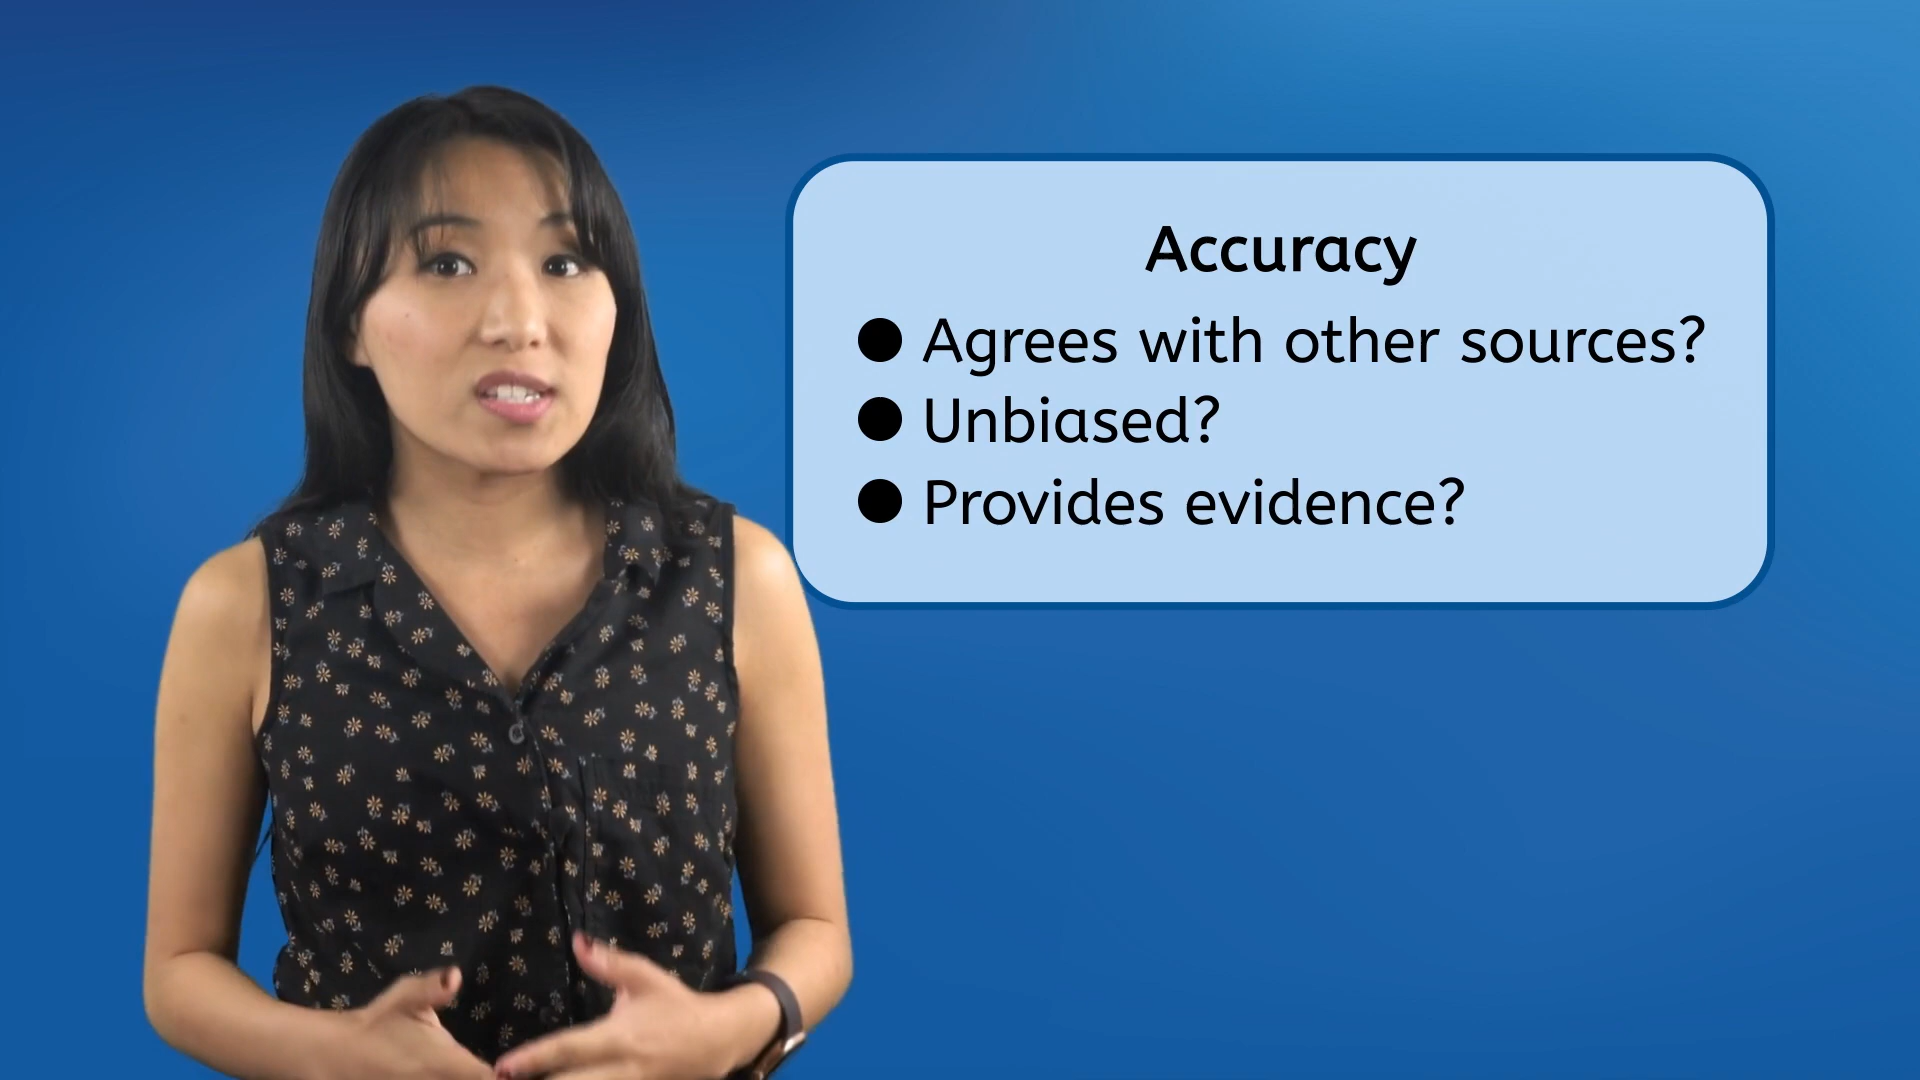 Accuracy
● Agrees with other sources?
● Unbiased?
● Provides evidence?